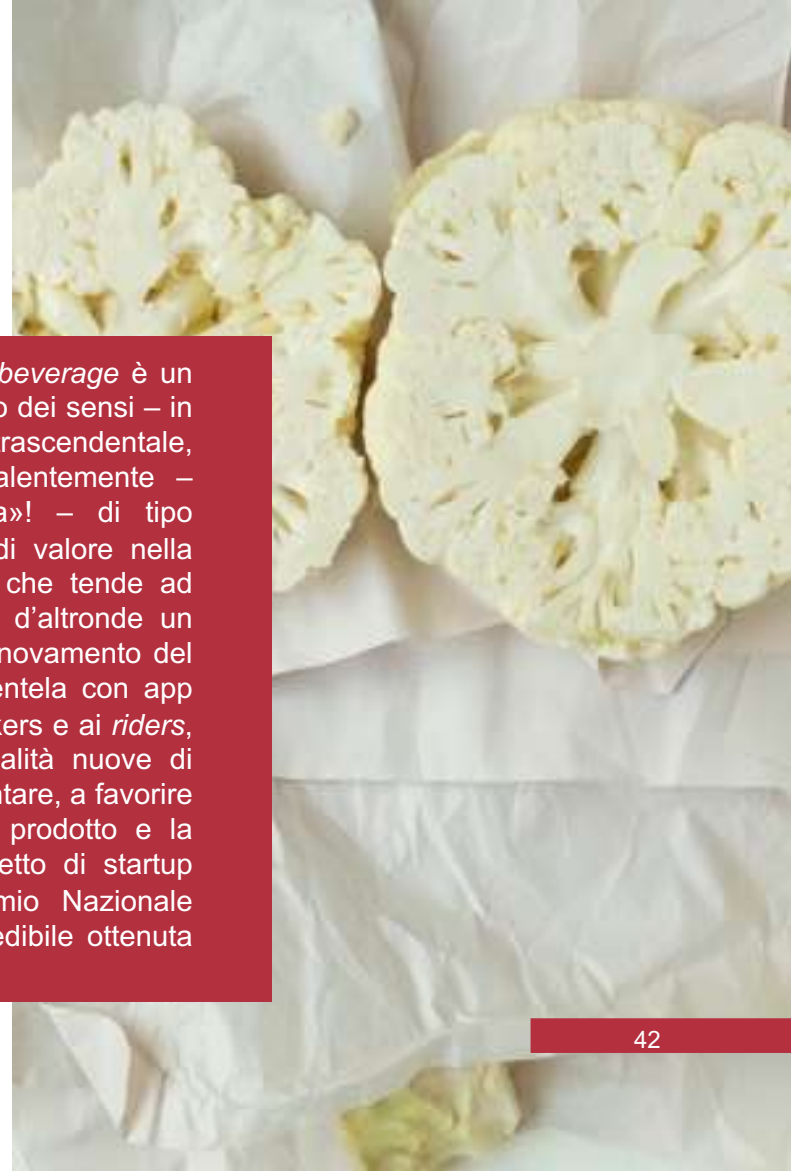 beverage è un
o dei sensi – in
trascendentale,
alentemente –
a»! – di tipo
di valore nella
che tende ad
d'altronde un
novamento del
entela con app
kers e ai riders,
alità nuove di
ntare, a favorire
prodotto e la
etto di startup
mio Nazionale
edibile ottenuta
42